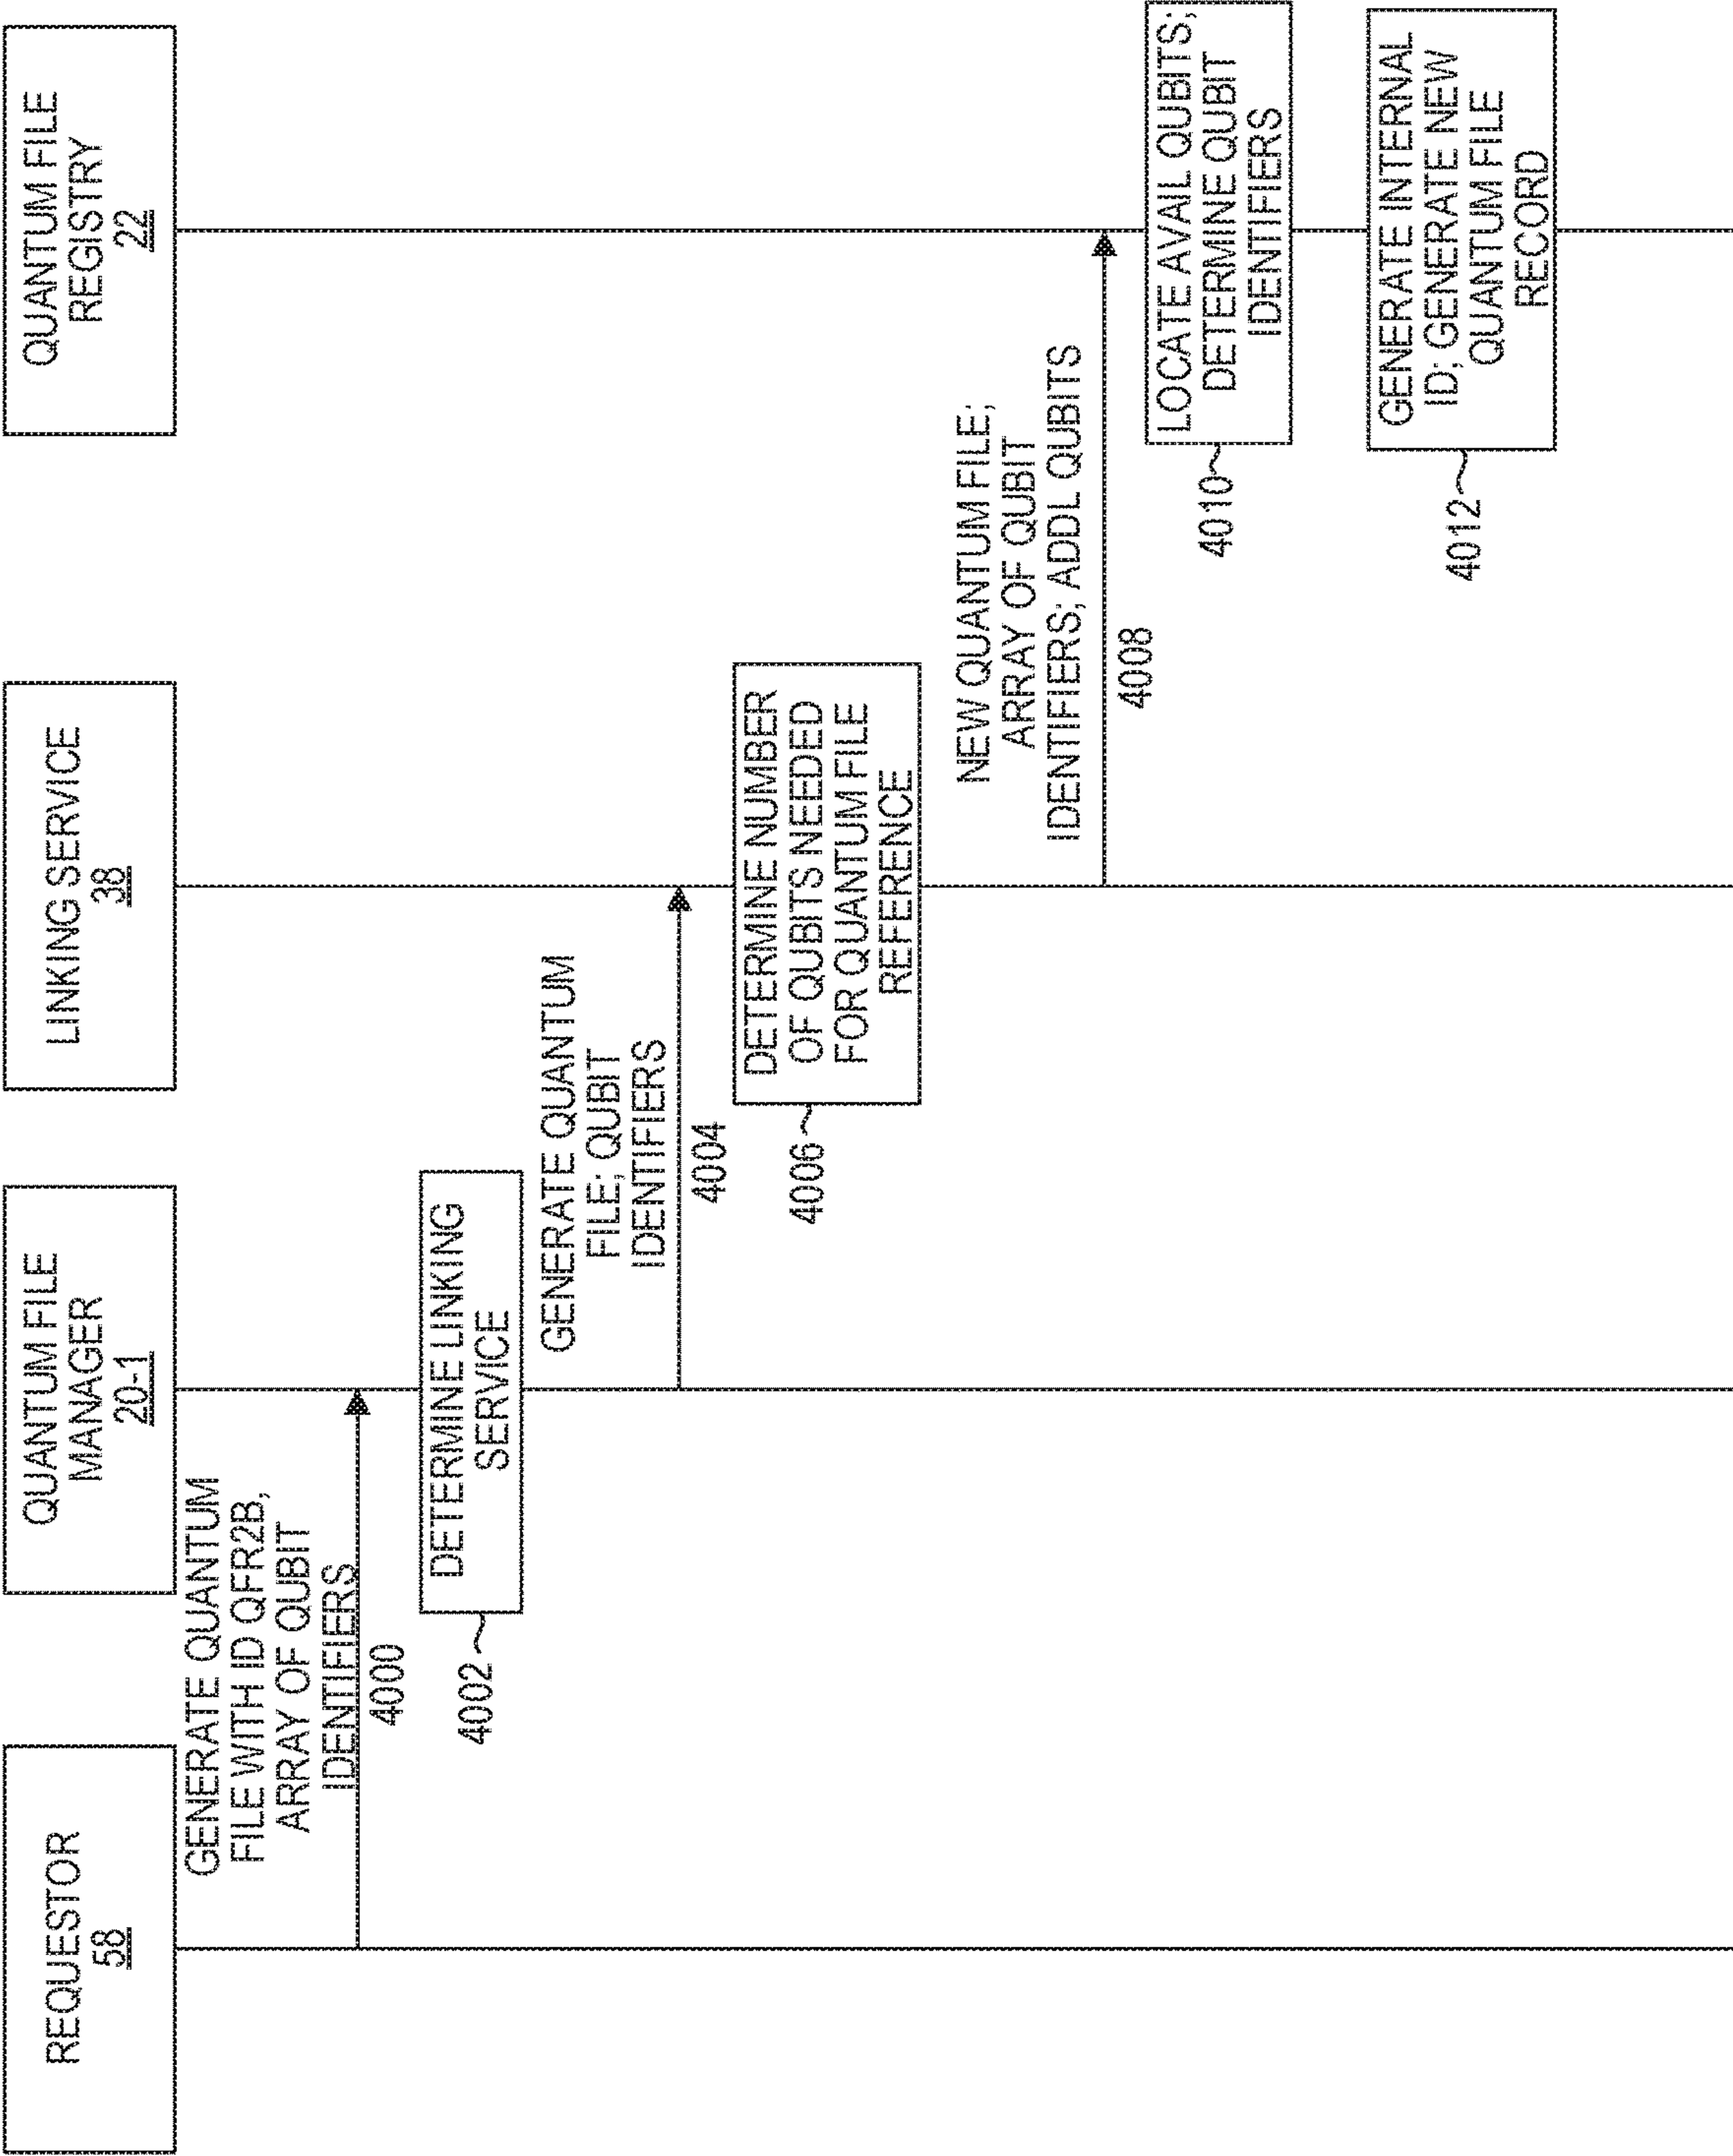 REQUESTOR
58
QUANTUM FILE
MANAGER
20-1
LINKING SERVICE
38
QUANTUM FILE
REGISTRY
22
GENERATE QUANTUM
FILE WITH ID QFR2B,
ARRAY OF QUBIT
IDENTIFIERS
4000
DETERMINE LINKING
SERVICE
4002
GENERATE QUANTUM
FILE; QUBIT
IDENTIFIERS
4004
DETERMINE NUMBER
OF QUBITS NEEDED
FOR QUANTUM FILE
REFERENCE
4006
NEW QUANTUM FILE;
ARRAY OF QUBIT
IDENTIFIERS; ADDL QUBITS
4008
LOCATE AVAIL QUBITS;
DETERMINE QUBIT
IDENTIFIERS
4010
GENERATE INTERNAL
ID; GENERATE NEW
QUANTUM FILE
RECORD
4012